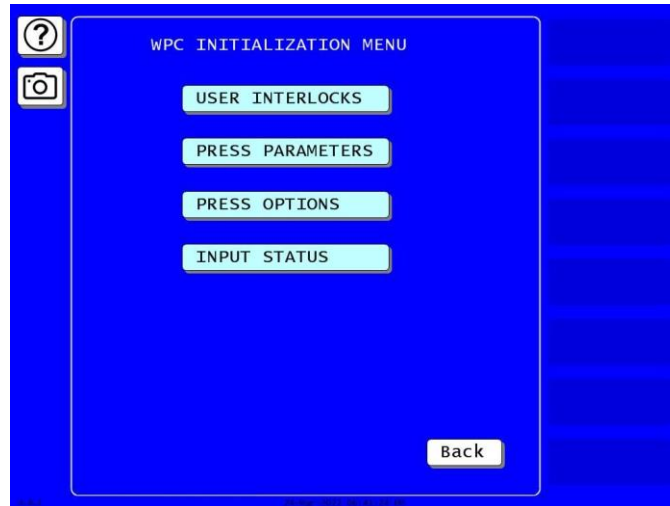 ?
WPC INITIALIZATION MENU
USER INTERLOCKS
PRESS PARAMETERS
PRESS OPTIONS
INPUT STATUS
Back